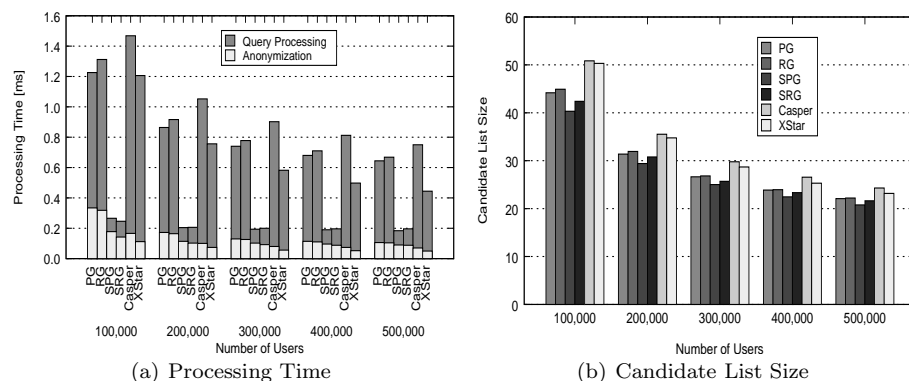 1.6
1.4
1.2
1.0
0.8
0.6
0.4
0.2
0.0
Processing Time [ms]
Query Processing
Anonymization
PG
RG
SPG
SRG
Casper
XStar
PG
RG
SPG
SRG
Casper
XStar
PG
RG
SPG
SRG
Casper
XStar
PG
RG
SPG
SRG
Casper
XStar
PG
RG
SPG
SRG
Casper
XStar
100,000 200,000 300,000 400,000 500,000
Number of Users
(a) Processing Time
60
50
40
30
20
10
0
Candidate List Size
PG
RG
SPG
SRG
Casper
XStar
100,000 200,000 300,000 400,000 500,000
Number of Users
(b) Candidate List Size